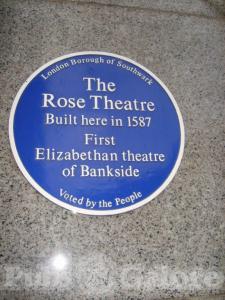 London Borough of Southwark
The
Rose Theatre
Built here in 1587
First
Elizabethan theatre
of Bankside
Voted by the People